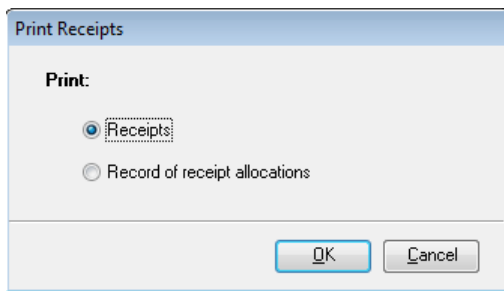 Print Receipts
Print:
Receipts
Record of receipt allocations
OK Cancel